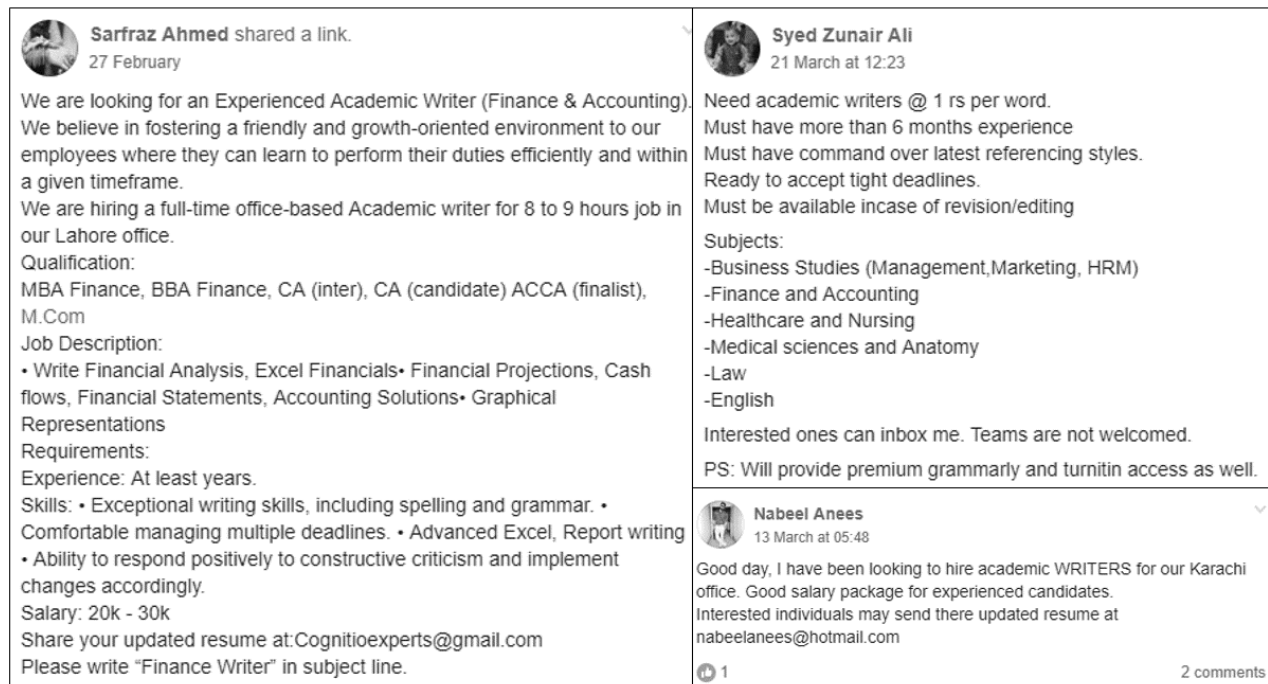 Sarfraz Ahmed shared a link.
27 February
We are looking for an Experienced Academic Writer (Finance & Accounting).
We believe in fostering a friendly and growth-oriented environment to our
employees where they can learn to perform their duties efficiently and within
a given timeframe.
We are hiring a full-time office-based Academic writer for 8 to 9 hours job in
our Lahore office.
Qualification:
MBA Finance, BBA Finance, CA (inter), CA (candidate) ACCA (finalist),
M.Com
Job Description:
• Write Financial Analysis, Excel Financials• Financial Projections, Cash
flows, Financial Statements, Accounting Solutions• Graphical
Representations
Requirements:
Experience: At least years.
Skills: • Exceptional writing skills, including spelling and grammar. •
Comfortable managing multiple deadlines. • Advanced Excel, Report writing
• Ability to respond positively to constructive criticism and implement
changes accordingly.
Salary: 20k - 30k
Share your updated resume at:Cognitioexperts@gmail.com
Please write “Finance Writer” in subject line.
Syed Zunair Ali
21 March at 12:23
Need academic writers @ 1 rs per word.
Must have more than 6 months experience
Must have command over latest referencing styles.
Ready to accept tight deadlines.
Must be available incase of revision/editing
Subjects:
-Business Studies (Management,Marketing, HRM)
-Finance and Accounting
-Healthcare and Nursing
-Medical sciences and Anatomy
-Law
-English
Interested ones can inbox me. Teams are not welcomed.
PS: Will provide premium grammarly and turnitin access as well.
Nabeel Anees
13 March at 05:48
Good day, I have been looking to hire academic WRITERS for our Karachi
office. Good salary package for experienced candidates.
Interested individuals may send there updated resume at
nabeelanees@hotmail.com
1
2 comments